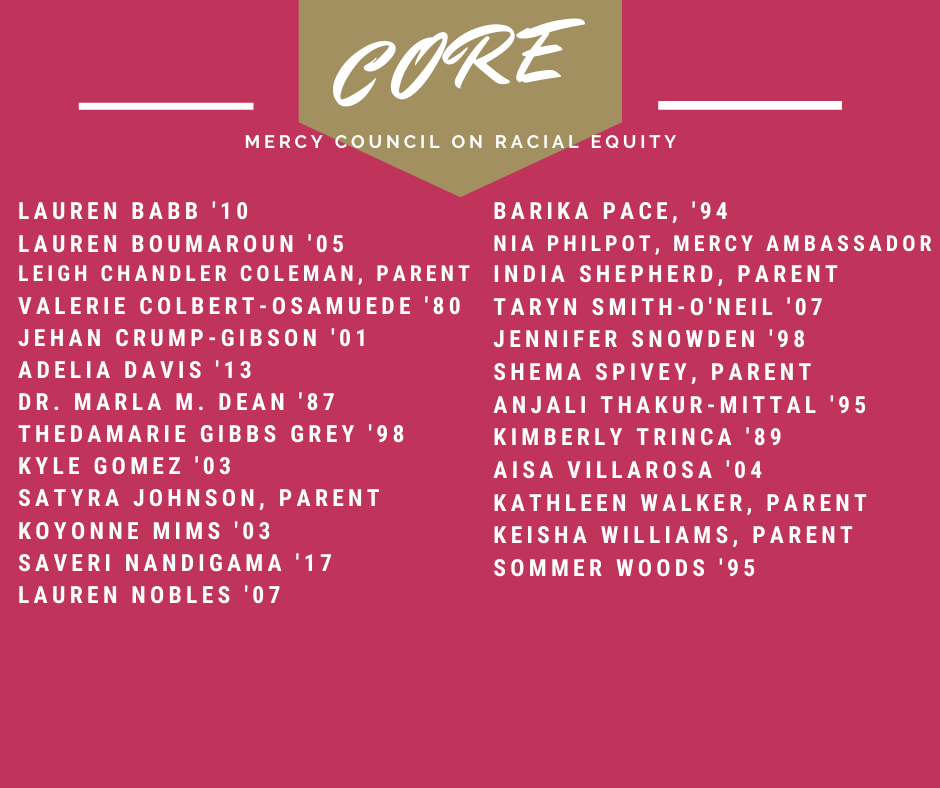 CORE
MERCY COUNCIL ON RACIAL EQUITY
LAUREN BABB '10
LAUREN BOUMAROUN '05
LEIGH CHANDLER COLEMAN, PARENT
VALERIE COLBERT-OSAMUEDE '80
JEHAN CRUMP-GIBSON '01
ADELIA DAVIS '13
DR. MARLA M. DEAN '87
THEDAMARIE GIBBS GREY '98
KYLE GOMEZ '03
SATYRA JOHNSON, PARENT
KOYONNE MIMS '03
SAVERI NANDIGAMA '17
LAUREN NOBLES '07
BARIKA PACE, '94
NIA PHILPOT, MERCY AMBASSADOR
INDIA SHEPHERD, PARENT
TARYN SMITH-O'NEIL '07
JENNIFER SNOWDEN '98
SHEMA SPIVEY, PARENT
ANJALI THAKUR-MITTAL '95
KIMBERLY TRINCA '89
AISA VILLAROSA '04
KATHLEEN WALKER, PARENT
KEISHA WILLIAMS, PARENT
SOMMER WOODS '95